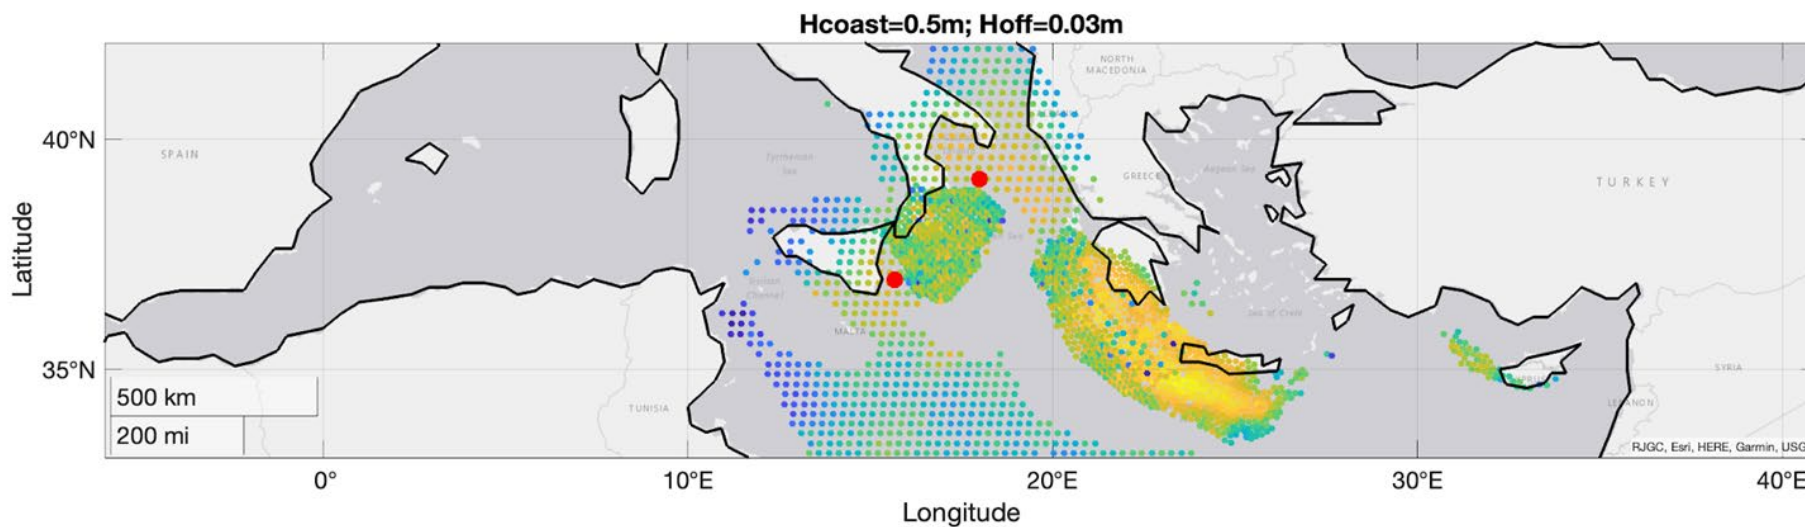 Hcoast=0.5m; Hoff=0.03m
NORTH
MACEDONIA
40°N
SPAIN
Tyrrhenian
Sea
GREECE
Aegean Sea
TURKEY
Latitude
Sea
Channel
Sea of Crete
MALTA
35°N
SYRIA
500 km
TUNISIA
LEBANON
200 mi
RJGC, Esri, HERE, Garmin, USG
0°
10°E
20°E
30°E
40°E
Longitude